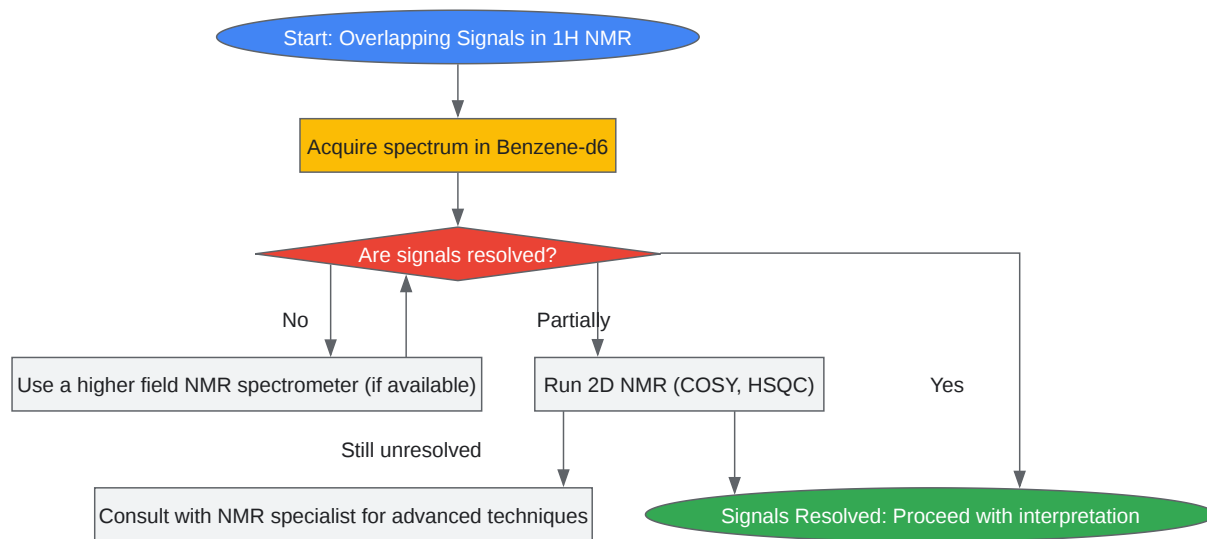 Start: Overlapping Signals in 1H NMR
Acquire spectrum in Benzene-d6
Are signals resolved?
No
Partially
Use a higher field NMR spectrometer (if available)
Run 2D NMR (COSY, HSQC)
Yes
Still unresolved
Consult with NMR specialist for advanced techniques
Signals Resolved: Proceed with interpretation